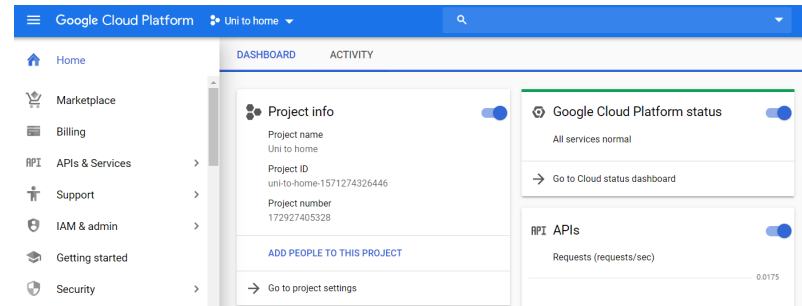 Google Cloud Platform
Uni to home
Home
Marketplace
Billing
API APIs & Services
Support
IAM & admin
Getting started
Security
DASHBOARD ACTIVITY
Project info
Project name
Uni to home
Project ID
uni-to-home-1571274326446
Project number
172927405328
ADD PEOPLE TO THIS PROJECT
Go to project settings
Google Cloud Platform status
All services normal
Go to Cloud status dashboard
API APIs
Requests (requests/sec)
0.0175